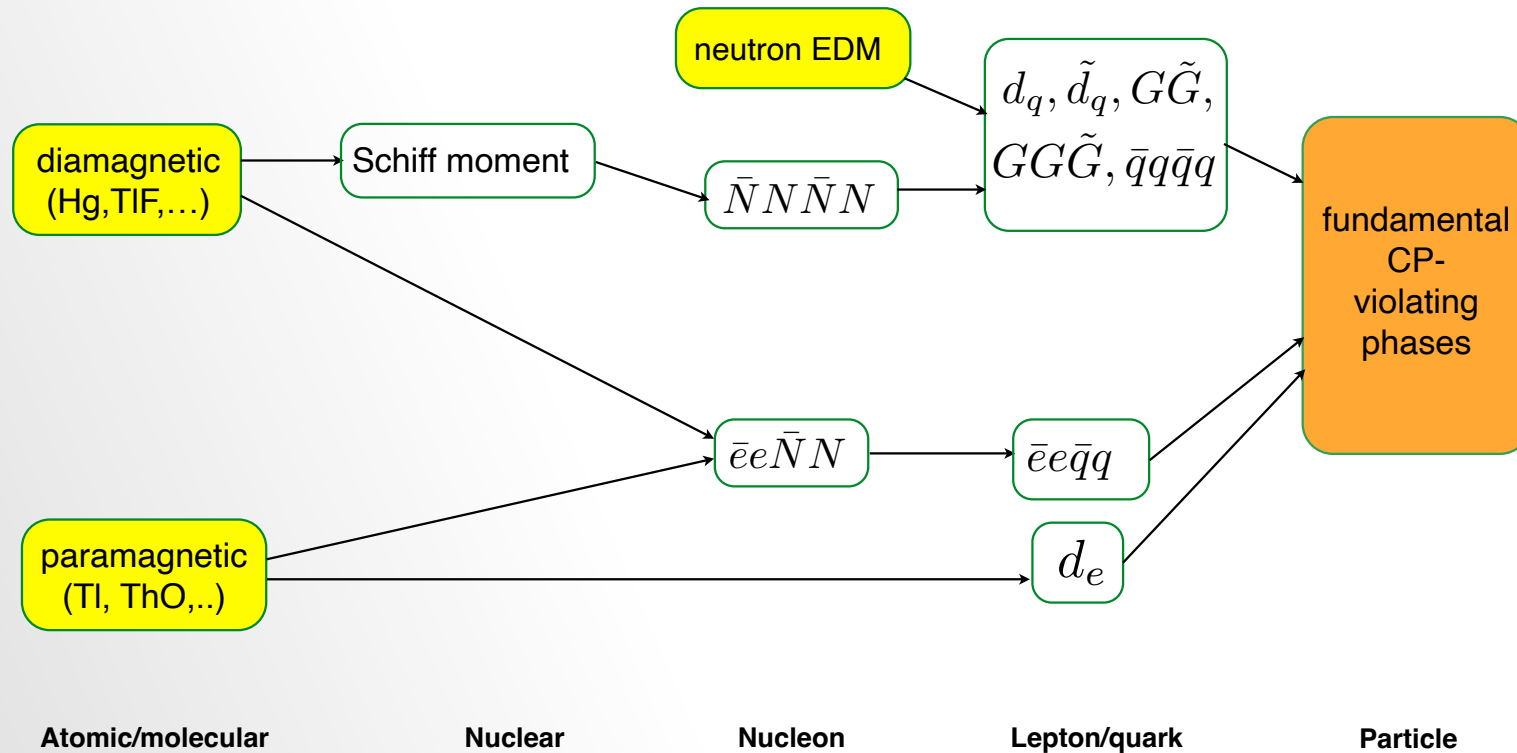 neutron EDM
$d_q, \tilde{d}_q, G\tilde{G},$
$GG\tilde{G}, \bar{q}q\bar{q}q$
diamagnetic
(Hg,TlF,…)
Schiff moment
$\bar{N}N\bar{N}N$
fundamental
CP-
violating
phases
$\bar{e}e\bar{N}N$
$\bar{e}e\bar{q}q$
paramagnetic
(Tl, ThO,..)
$d_e$
Atomic/molecular Nuclear Nucleon Lepton/quark Particle